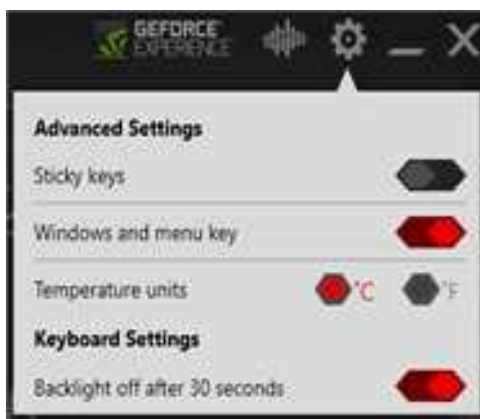 GEFORCE
EXPERIENCE
Advanced Settings
Sticky keys
Windows and menu key
Temperature units °C °F
Keyboard Settings
Backlight off after 30 seconds